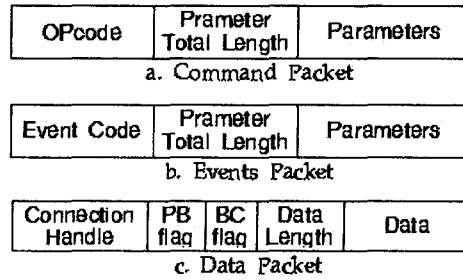 OPcode Prameter Total Length Parameters
a. Command Packet
Event Code Prameter Total Length Parameters
b. Events Packet
Connection Handle PB flag BC flag Data Length Data
c. Data Packet